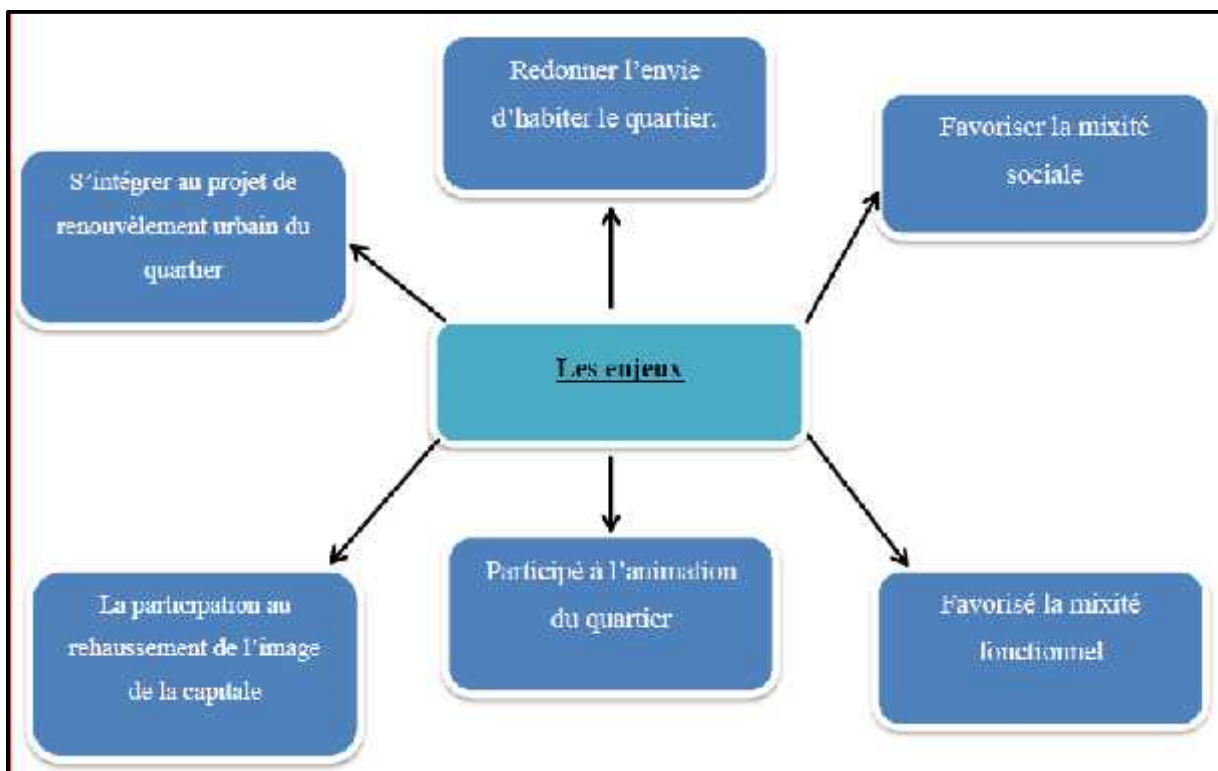 Redonner l'envie
d'habiter le quartier.
Favoriser la mixité
sociale
S'intégrer au projet de
renouvèlement urbain du
quartier
Les enjeux
La participation au
rehaussement de l'image
de la capitale
Participé à l'animation
du quartier
Favorisé la mixité
fonctionnel